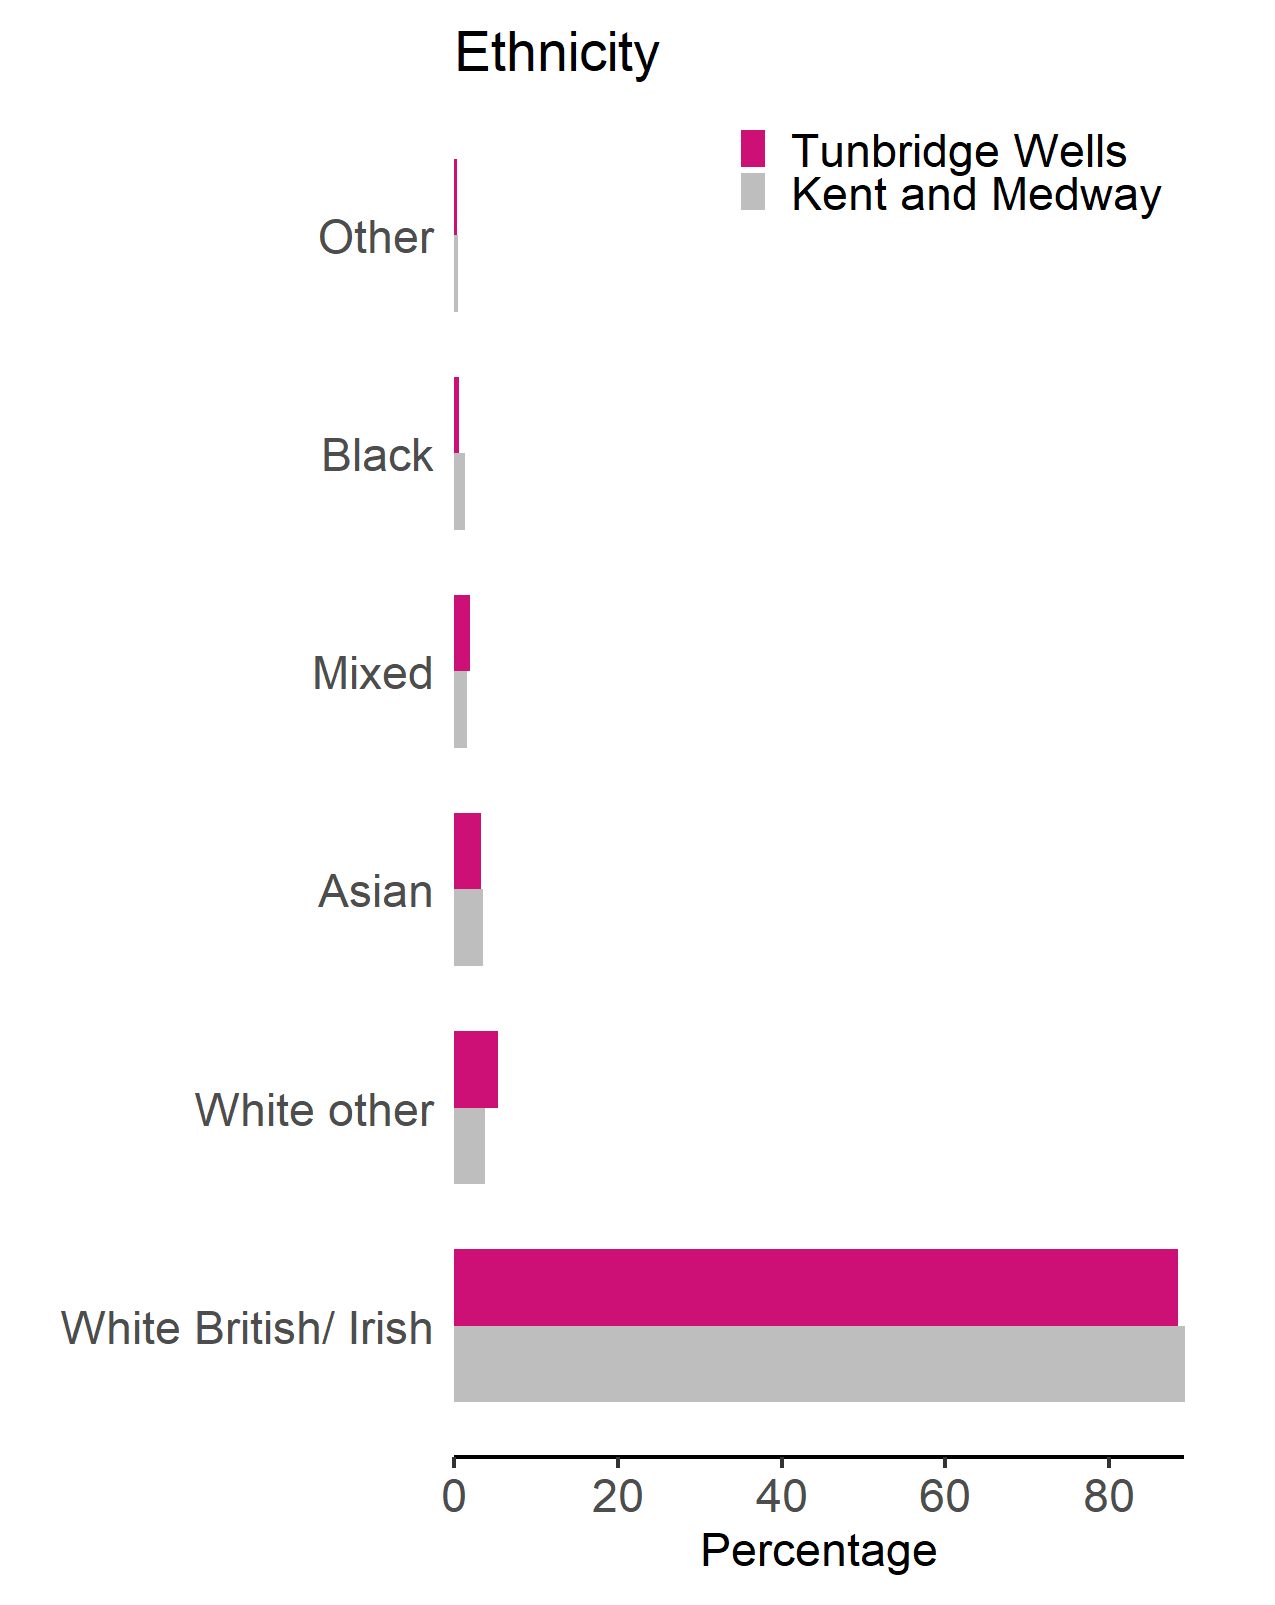 Ethnicity
Tunbridge Wells
Kent and Medway
Other
Black
Mixed
Asian
White other
White British/ Irish
0 20 40 60 80
Percentage